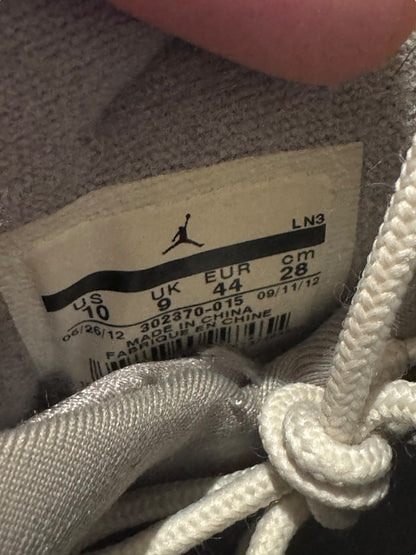 LN3
US UK EUR cm
10 9 44 28
06/26/12 302370-015 09/11/12
MADE IN CHINA
FABRIQUE EN CHINE